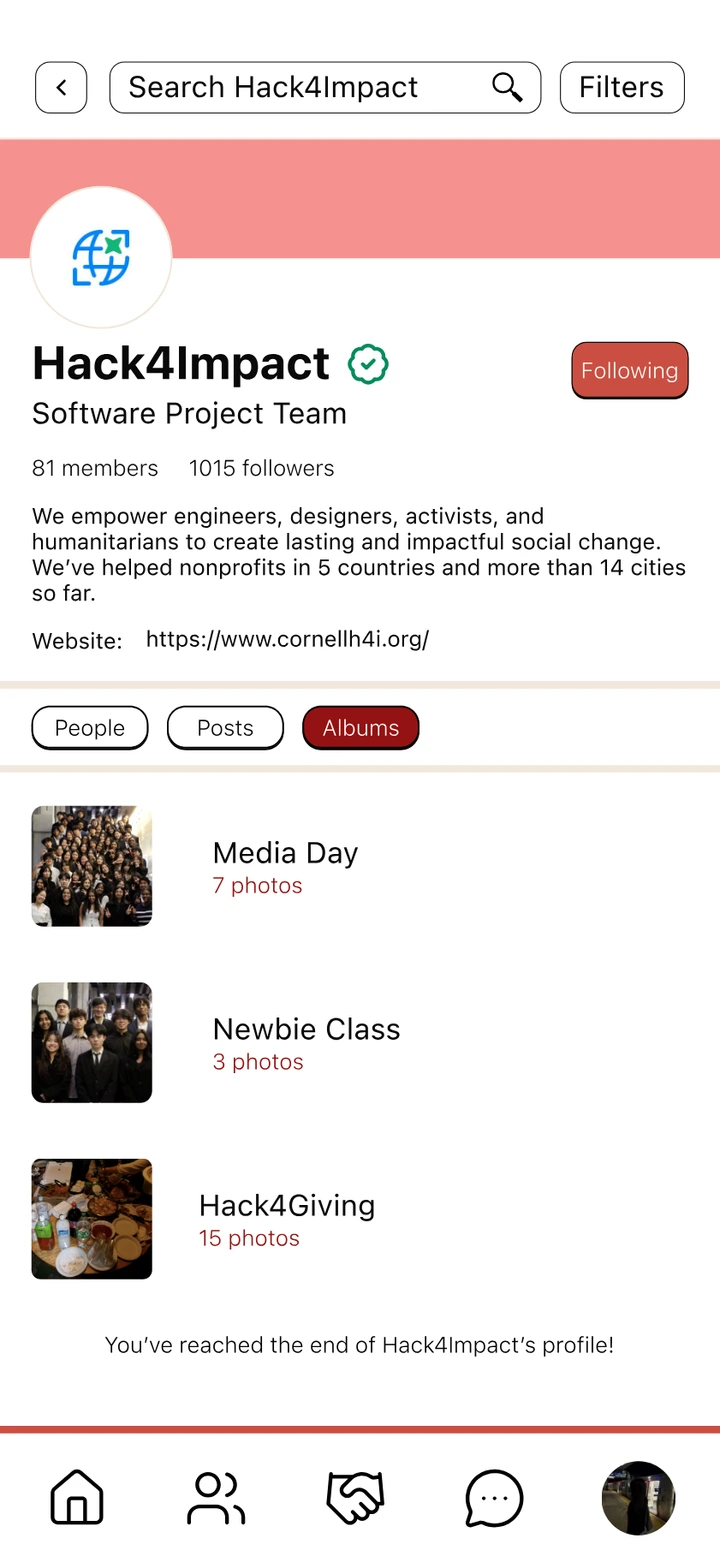 Search Hack4Impact
Filters
Hack4Impact
Following
Software Project Team
81 members 1015 followers
We empower engineers, designers, activists, and
humanitarians to create lasting and impactful social change.
We’ve helped nonprofits in 5 countries and more than 14 cities
so far.
Website: https://www.cornellh4i.org/
People Posts Albums
Media Day
7 photos
Newbie Class
3 photos
Hack4Giving
15 photos
You’ve reached the end of Hack4Impact’s profile!